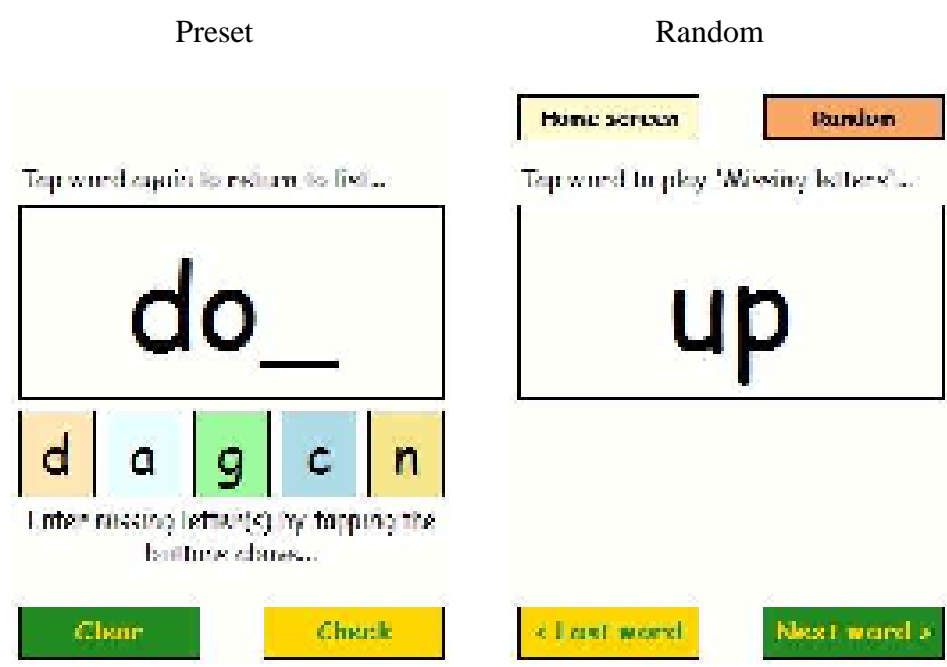 Preset
Random
Home screen
Random
Tap word again to return to list...
Tap word to play 'Missing letters'...
do_
up
d a g c n
Enter missing letter(s) by tapping the
buttons above...
Clear
Check
< Last word
Next word >